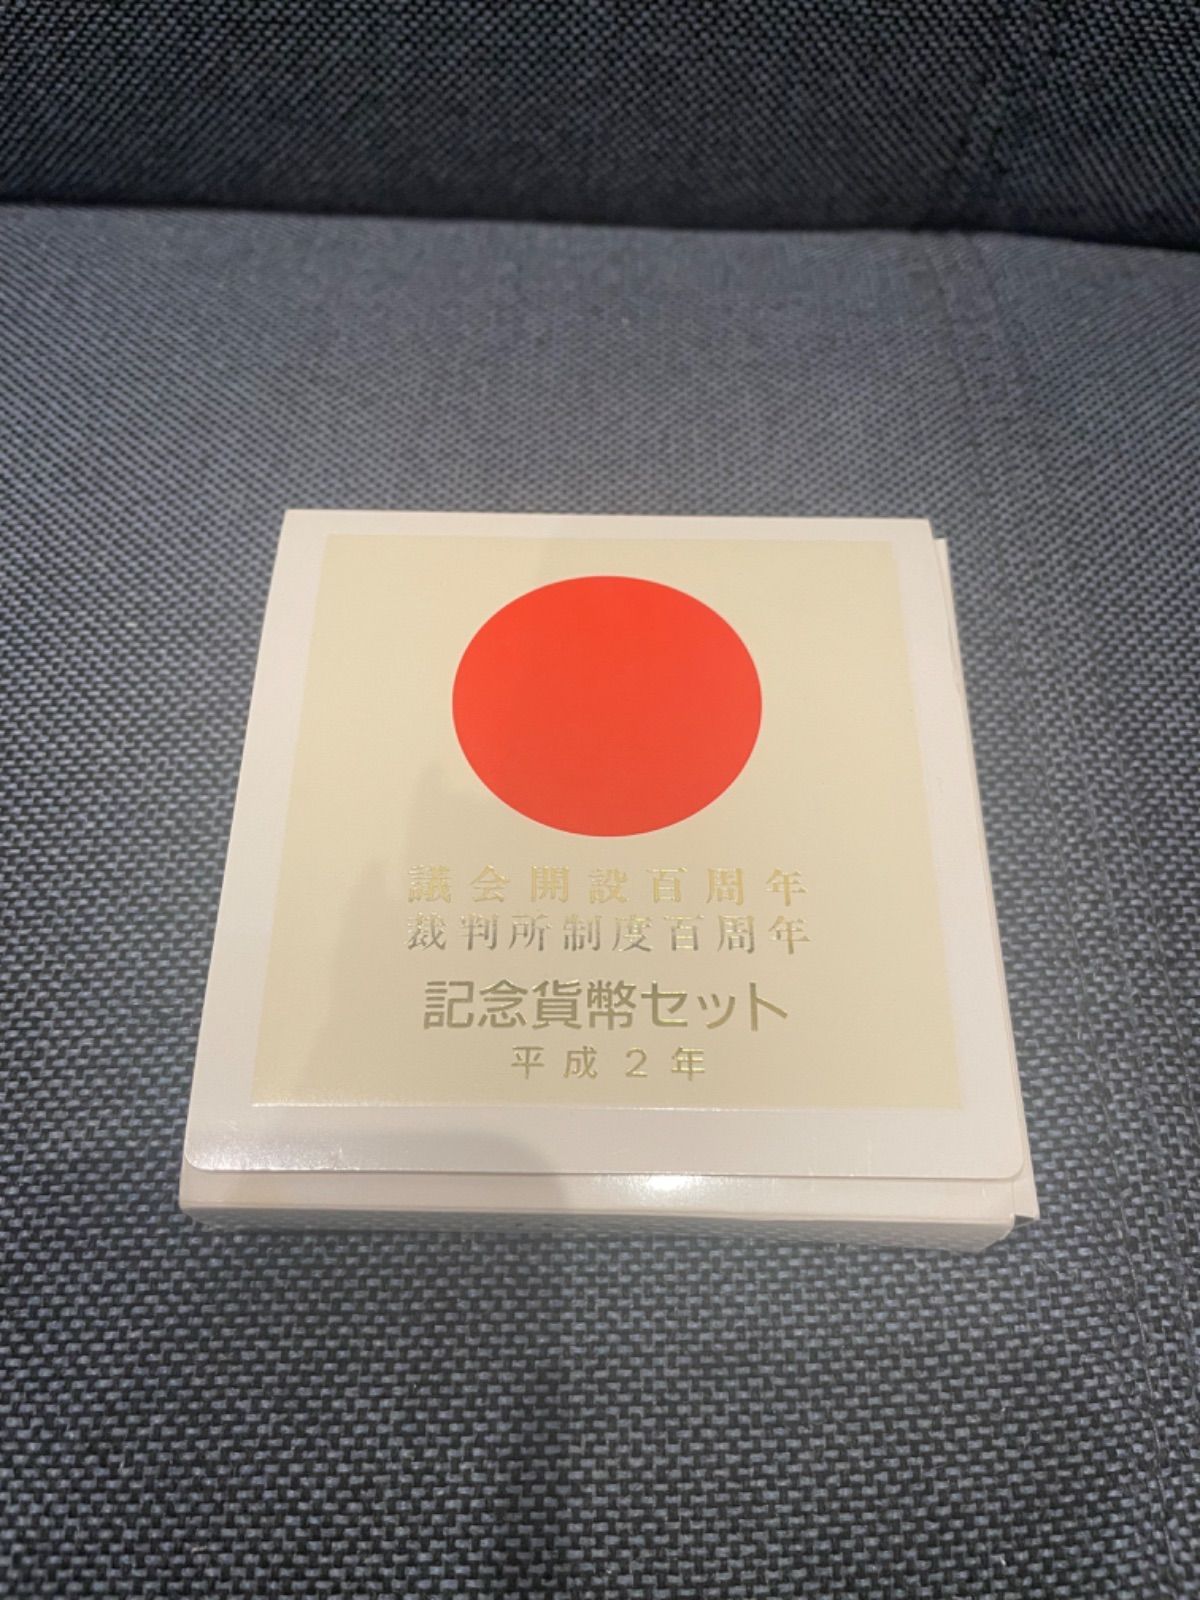 議会開設百周年
裁判所制度百周年
記念貨幣セット
平成2年